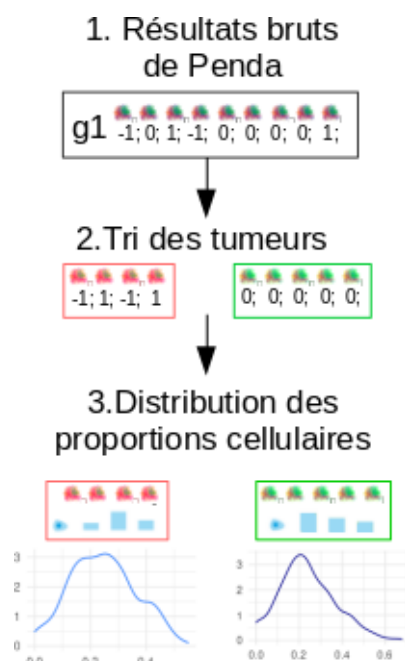 1. Résultats bruts
de Penda
g1 -1; 0; 1; -1; 0; 0; 0; 0; 1;
2.Tri des tumeurs
-1; 1; -1; 1
0; 0; 0; 0; 0;
3.Distribution des
proportions cellulaires
3
2
1
0
0.0 0.2 0.4
3
2
1
0
0.0 0.2 0.4 0.6